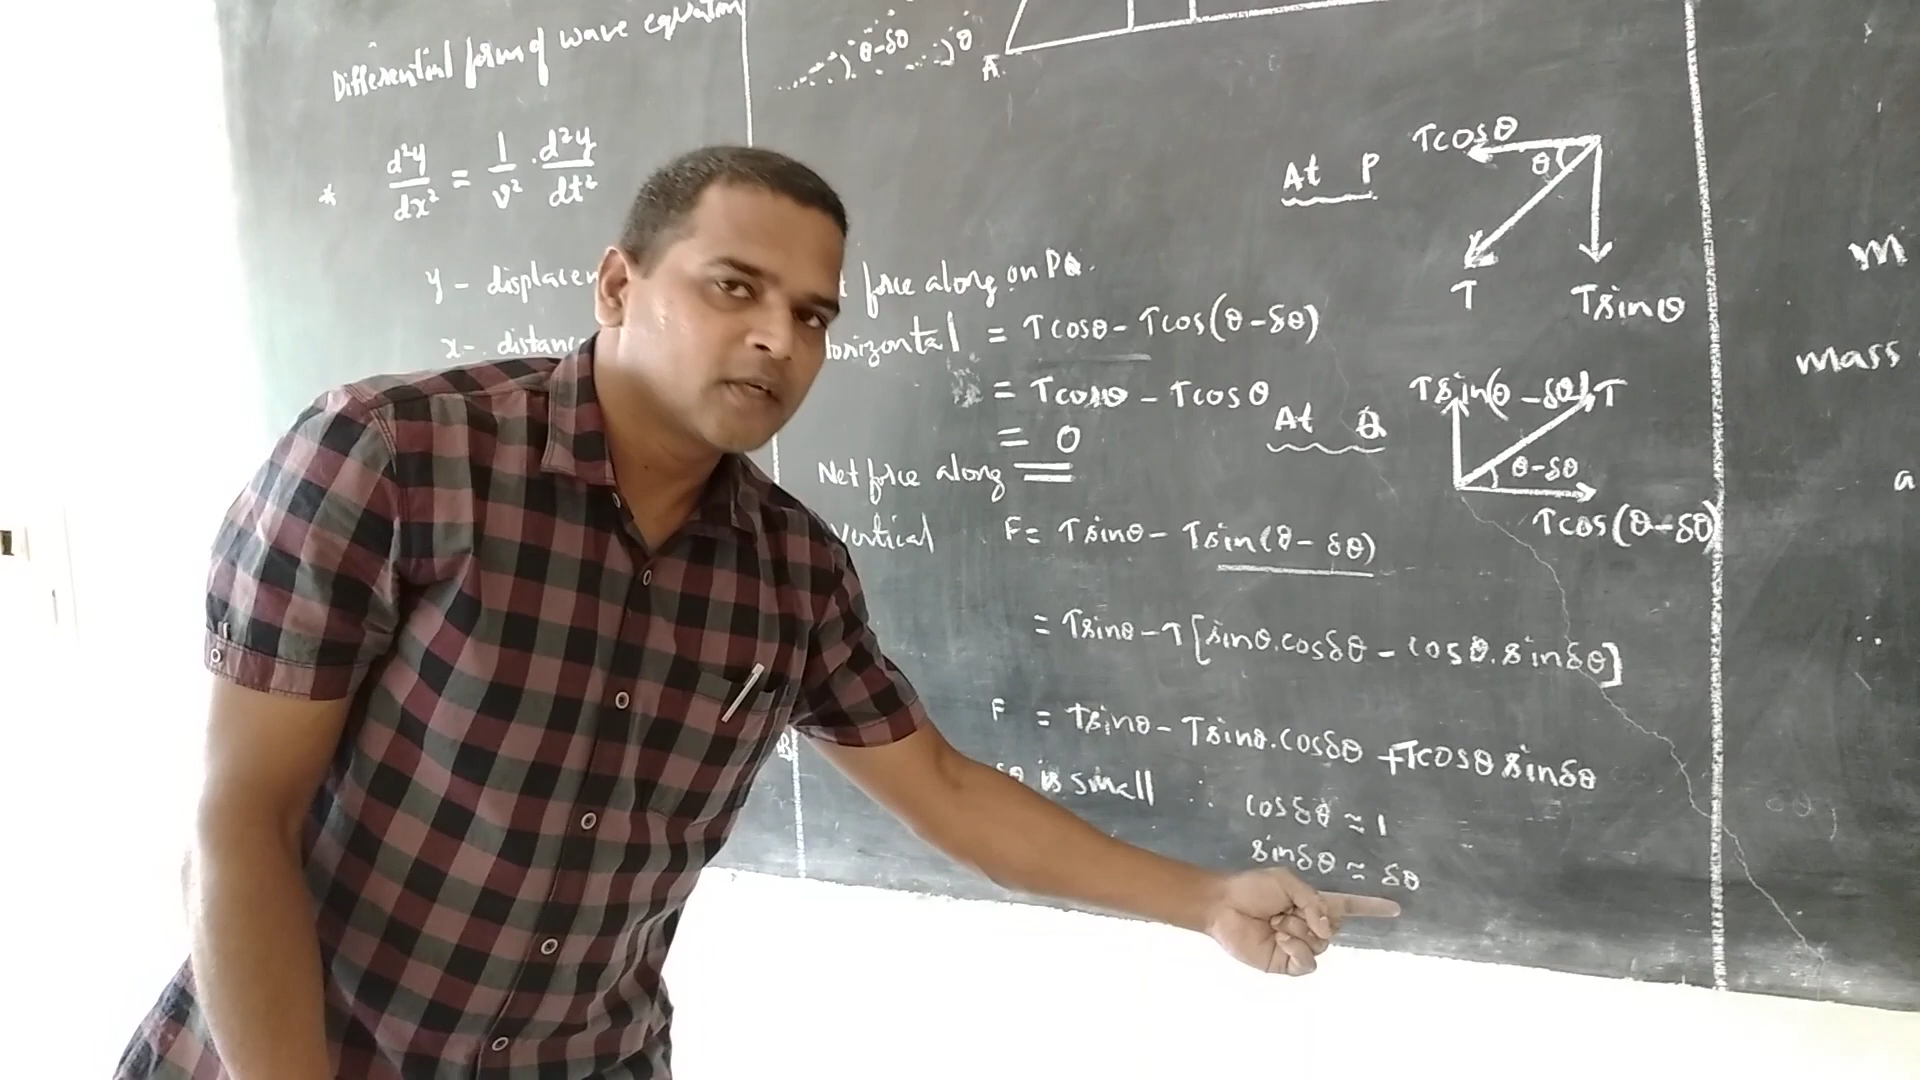 Differential form of wave equation
* d²y/dx² = 1/v² · d²y/dt²
y - displacem
x - distanc
θ-δθ
θ
A
force along on PQ.
horizontal = Tcosθ - Tcos(θ-δθ)
= Tcosθ - Tcosθ
= 0
Net force along
Vertical F = Tsinθ - Tsin(θ-δθ)
= Tsinθ - T[sinθ.cosδθ - cosθ.sinδθ]
F = Tsinθ - Tsinθ.cosδθ + Tcosθ sinδθ
δθ is small ∴ cosδθ ≈ 1
sinδθ ≈ δθ
B
At P
Tcosθ
θ
T
Tsinθ
At Q
Tsin(θ-δθ)
T
θ-δθ
Tcos(θ-δθ)
m
mass
a
∴